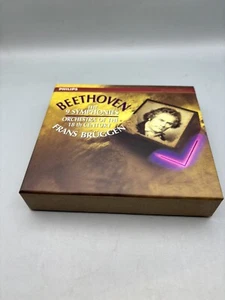 PHILIPS
BEETHOVEN
THE
9 SYMPHONIES
ORCHESTRA OF THE
18TH CENTURY
FRANS BRÜGGEN